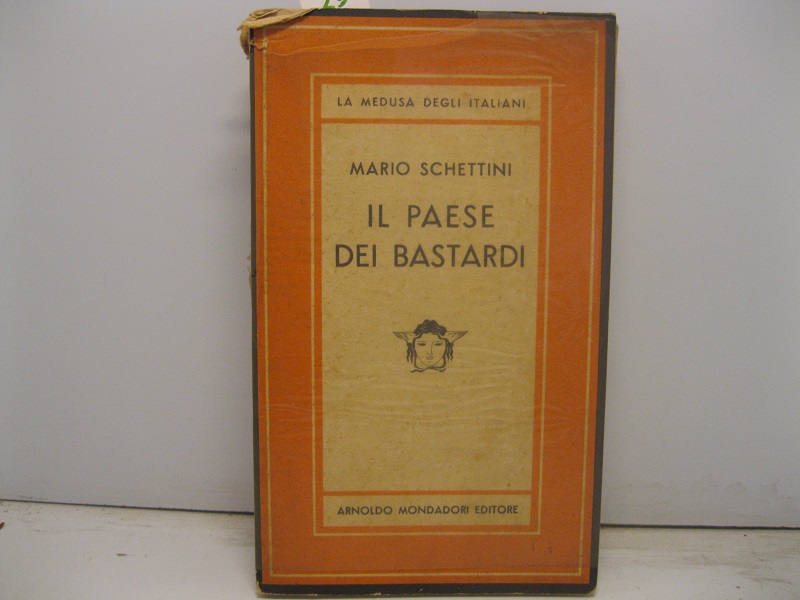 LA MEDUSA DEGLI ITALIANI
MARIO SCHETTINI
IL PAESE
DEI BASTARDI
ARNOLDO MONDADORI EDITORE